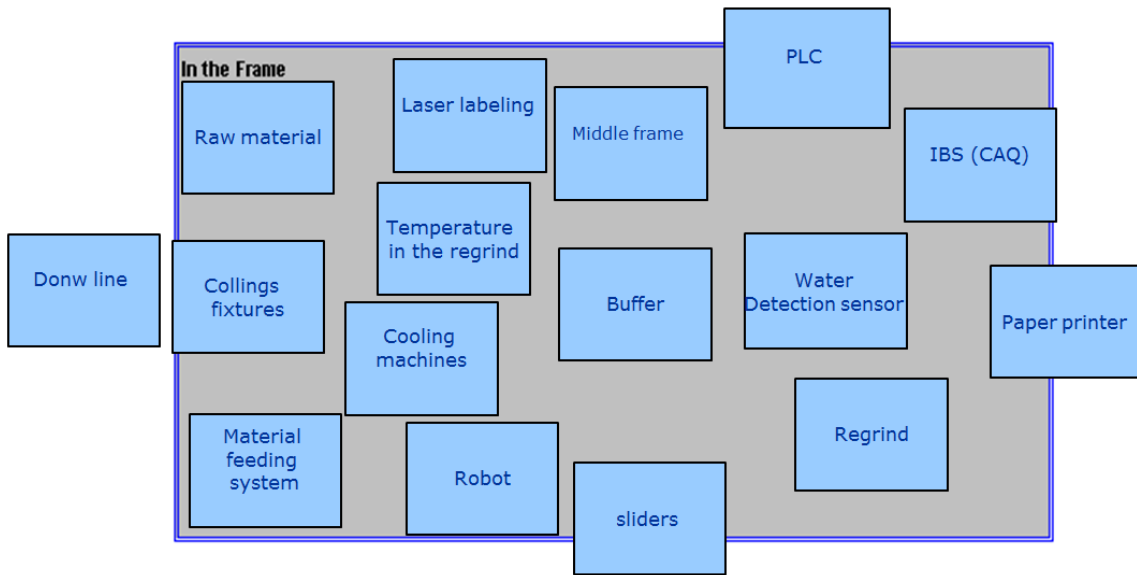 In the Frame
PLC
Laser labeling
Middle frame
Raw material
IBS (CAQ)
Temperature
in the regrind
Donw line
Collings
fixtures
Buffer
Water
Detection sensor
Paper printer
Cooling
machines
Material
feeding
system
Robot
Regrind
sliders